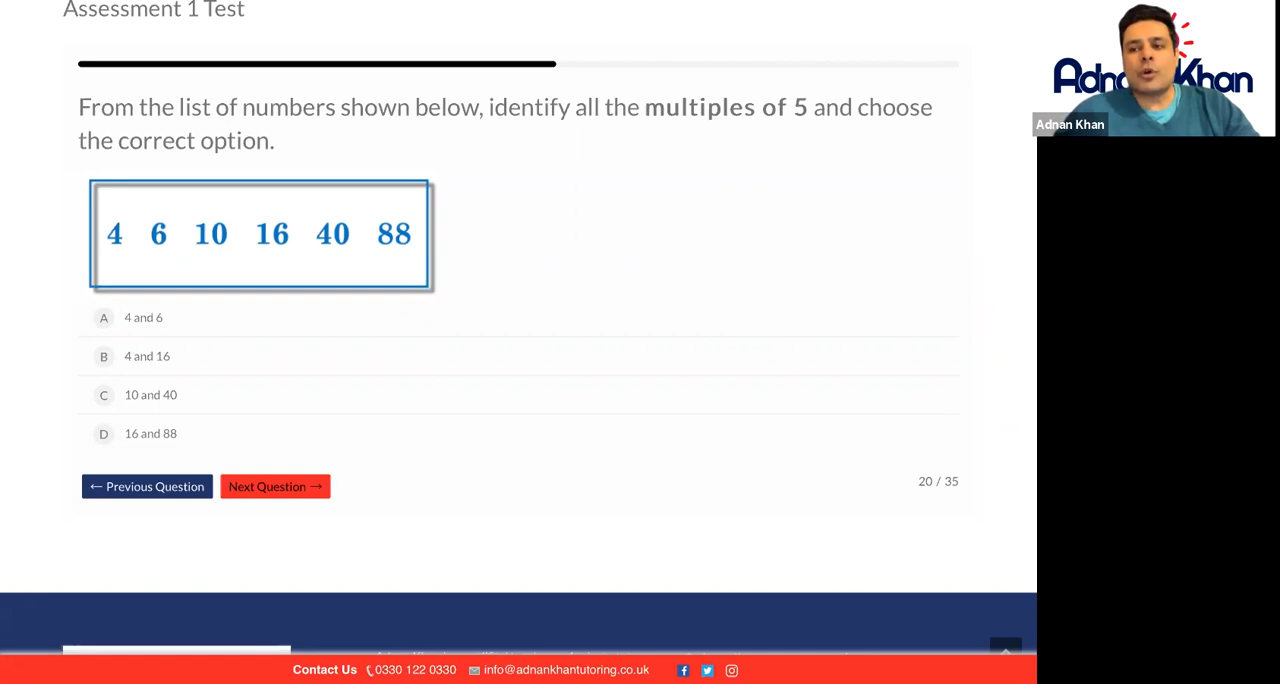 Assessment 1 Test
Adnan Khan
Adnan Khan
From the list of numbers shown below, identify all the multiples of 5 and choose
the correct option.
4 6 10 16 40 88
A 4 and 6
B 4 and 16
C 10 and 40
D 16 and 88
← Previous Question Next Question → 20 / 35
Contact Us 0330 122 0330 info@adnankhantutoring.co.uk